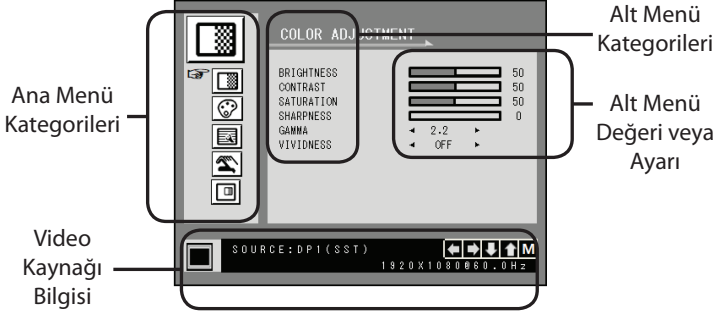 Ana Menü
Kategorileri
Video
Kaynağı
Bilgisi
COLOR ADJUSTMENT
BRIGHTNESS 50
CONTRAST 50
SATURATION 50
SHARPNESS 0
GAMMA 2.2
VIVIDNESS OFF
SOURCE:DP1(SST) M
1920X1080@60.0Hz
Alt Menü
Kategorileri
Alt Menü
Değeri veya
Ayarı